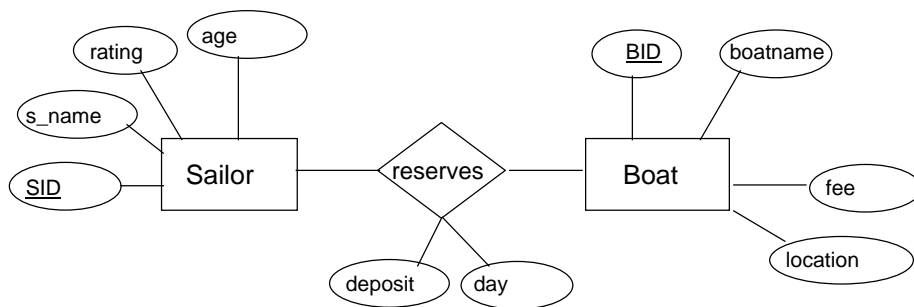 age
rating
BID
boatname
s_name
Sailor
reserves
Boat
SID
fee
location
deposit
day